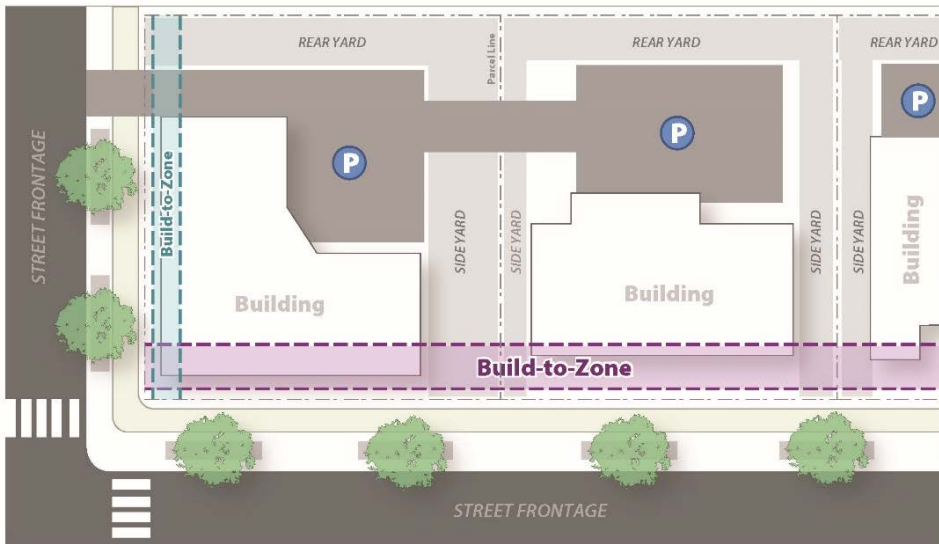 REAR YARD
REAR YARD
REAR YARD
Parcel Line
P
P
P
STREET FRONTAGE
Build-to-Zone
SIDE YARD
SIDE YARD
SIDE YARD
SIDE YARD
Building
Building
Building
Build-to-Zone
STREET FRONTAGE